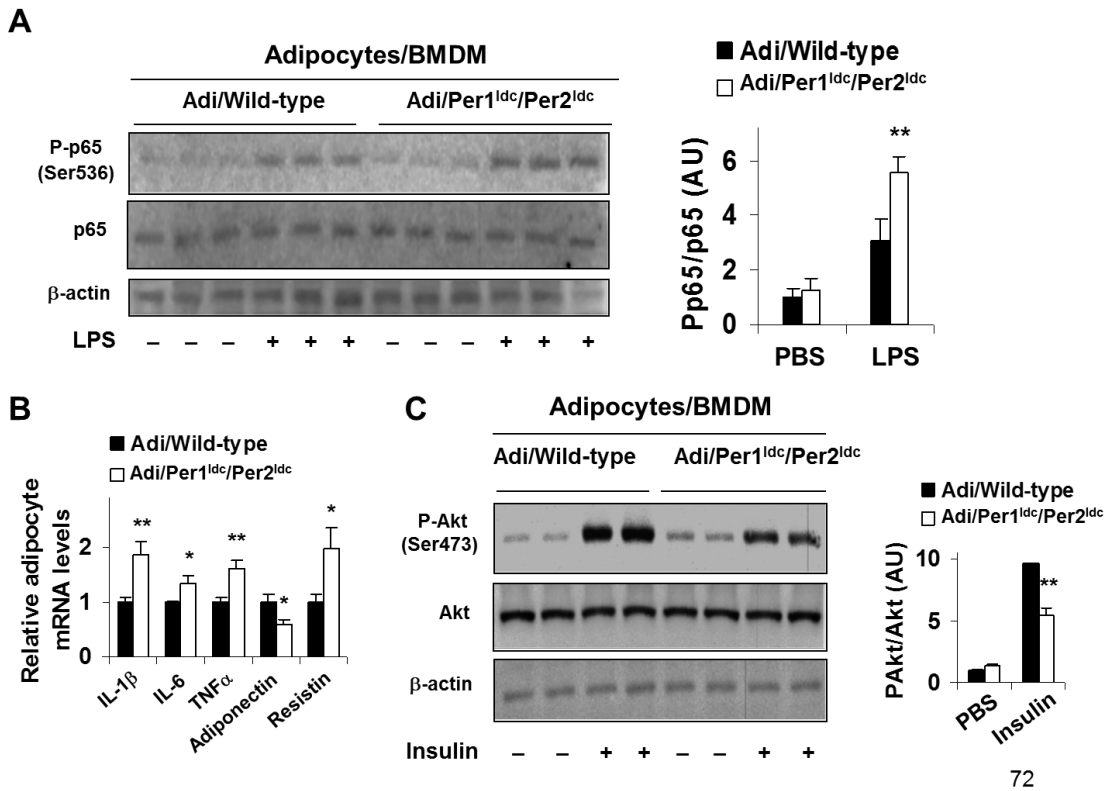 A
Adipocytes/BMDM
Adi/Wild-type Adi/Per1ldc/Per2ldc
P-p65
(Ser536)
p65
β-actin
LPS – – – + + + – – – + + +
Adi/Wild-type
Adi/Per1ldc/Per2ldc
Pp65/p65 (AU)
6
4
2
0
**
PBS LPS
B
Adi/Wild-type
Adi/Per1ldc/Per2ldc
Relative adipocyte
mRNA levels
2
1
0
** * ** * *
IL-1β IL-6 TNFα Adiponectin Resistin
C
Adipocytes/BMDM
Adi/Wild-type Adi/Per1ldc/Per2ldc
P-Akt
(Ser473)
Akt
β-actin
Insulin – – + + – – + +
Adi/Wild-type
Adi/Per1ldc/Per2ldc
PAkt/Akt (AU)
10
5
0
**
PBS Insulin
72